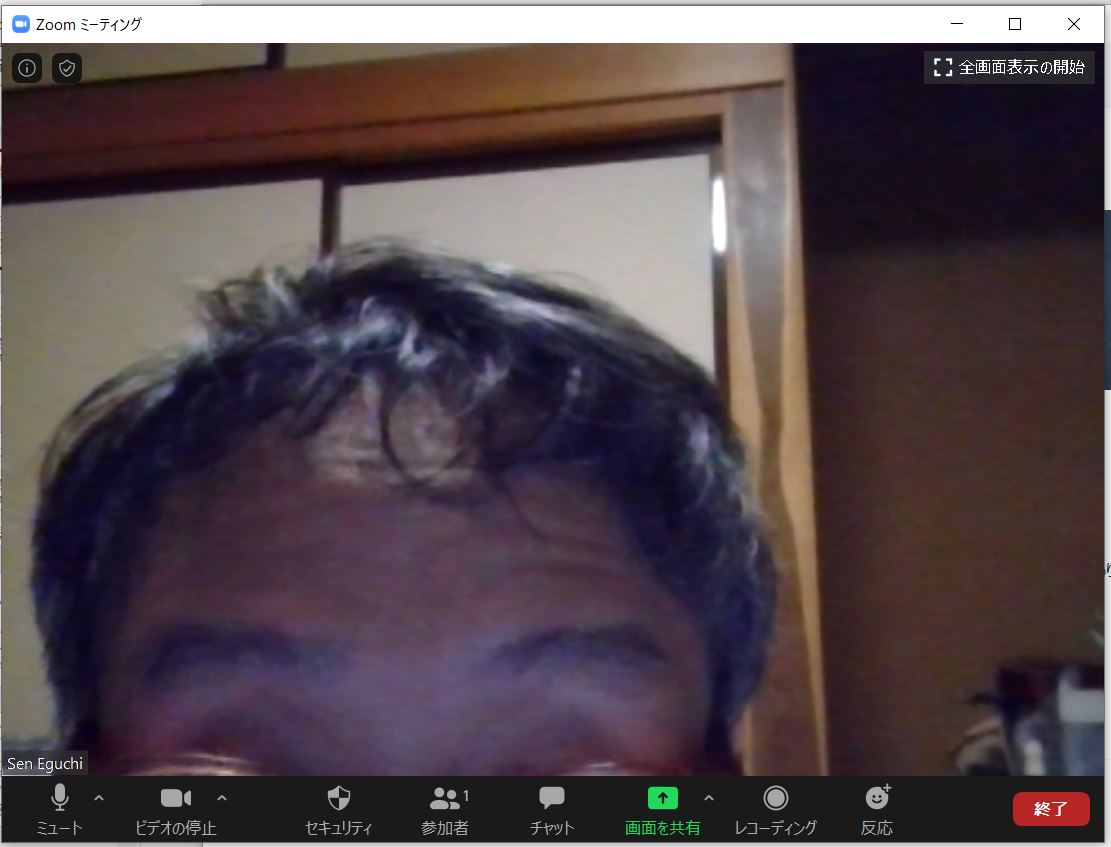 Zoom ミーティング
全画面表示の開始
Sen Eguchi
1
ミュート
ビデオの停止
セキュリティ
参加者
チャット
画面を共有
レコーディング
反応
終了